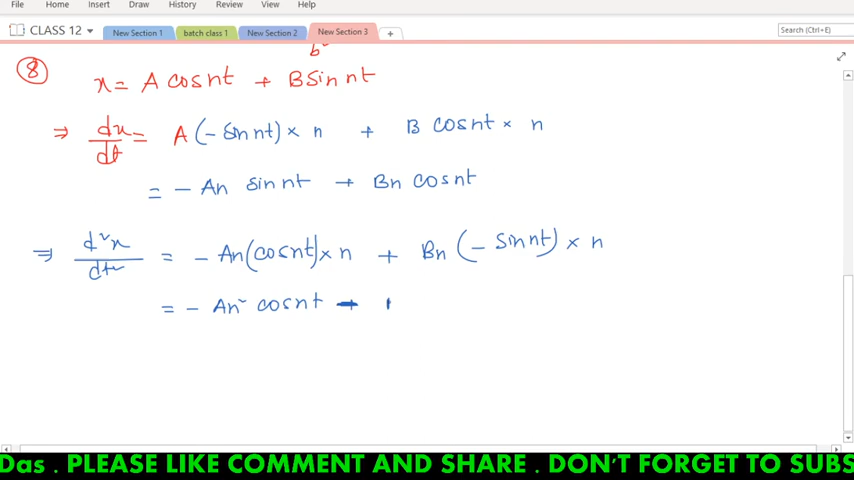 File Home Insert Draw History Review View Help
CLASS 12 New Section 1 batch class 1 New Section 2 New Section 3 + Search (Ctrl+E)
b²
⑧ x = A cos nt + B sin nt
⇒ dx/dt = A (- sin nt) × n + B cos nt × n
= - An sin nt + Bn cos nt
⇒ d²x/dt² = - An (cos nt) × n + Bn (- sin nt) × n
= - An² cos nt -
Das . PLEASE LIKE COMMENT AND SHARE . DON'T FORGET TO SUBS